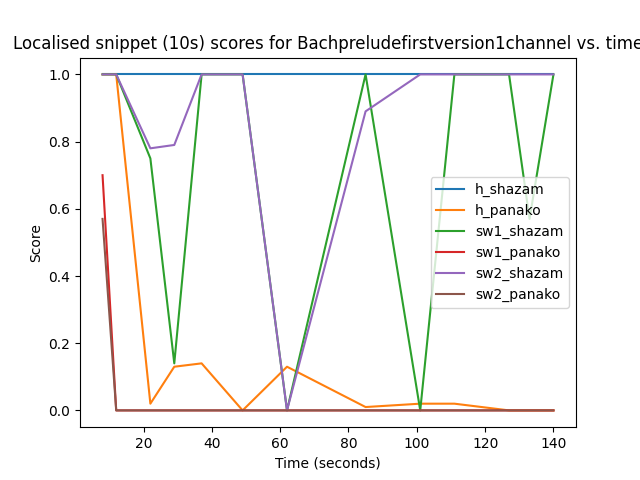 Localised snippet (10s) scores for Bachpreludefirstversion1channel vs. time
1.0
0.8
0.6
0.4
0.2
0.0
Score
h_shazam
h_panako
sw1_shazam
sw1_panako
sw2_shazam
sw2_panako
20 40 60 80 100 120 140
Time (seconds)